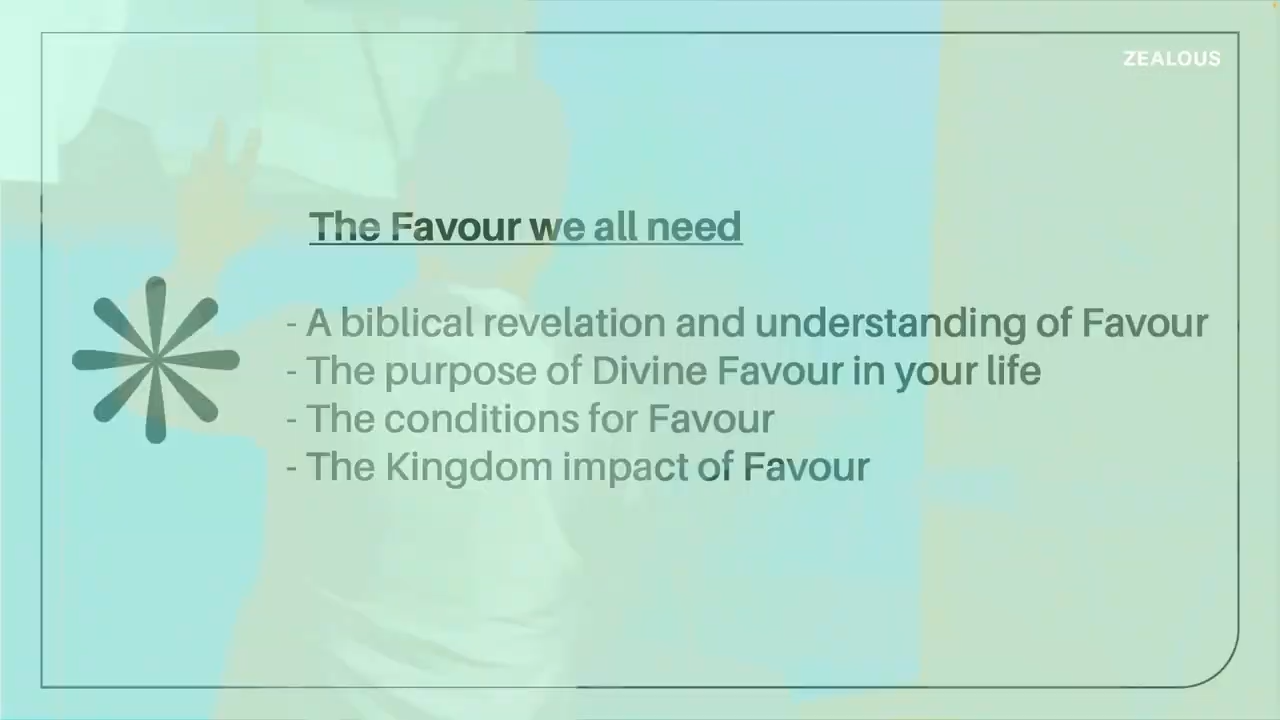 ZEALOUS
The Favour we all need
- A biblical revelation and understanding of Favour
- The purpose of Divine Favour in your life
- The conditions for Favour
- The Kingdom impact of Favour